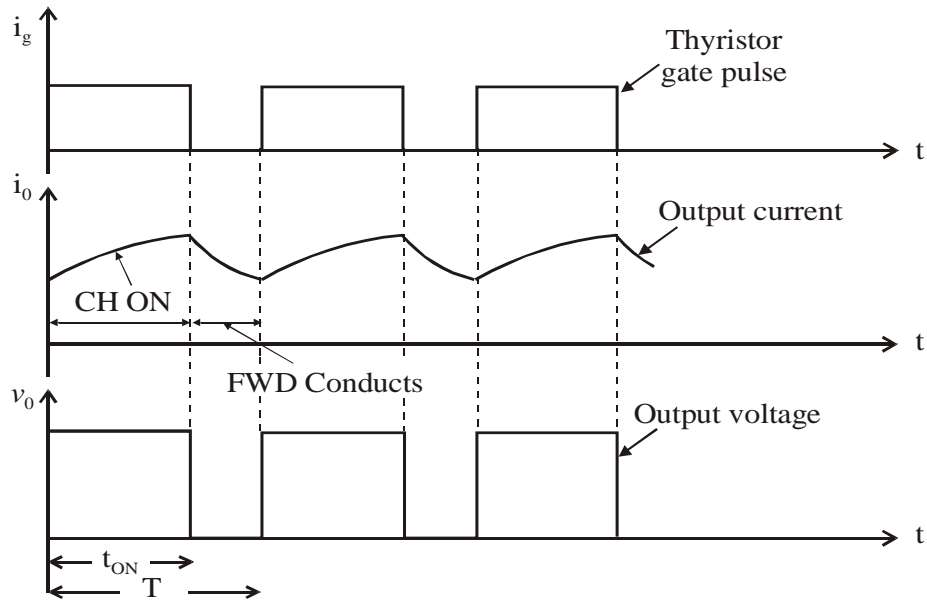 i_g
Thyristor
gate pulse
t
i_0
Output current
CH ON
t
FWD Conducts
v_0
Output voltage
t
t_ON
T